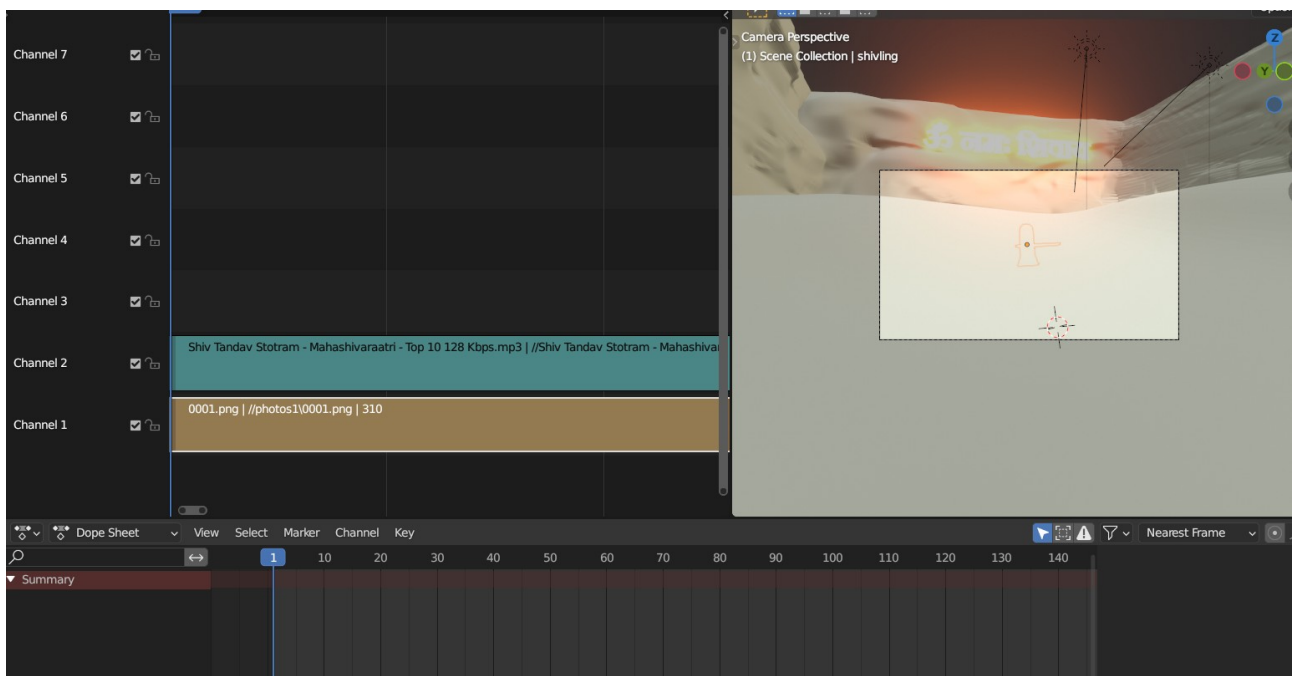 Channel 7
Channel 6
Channel 5
Channel 4
Channel 3
Channel 2
Channel 1
Shiv Tandav Stotram - Mahashivaraatri - Top 10 128 Kbps.mp3 | //Shiv Tandav Stotram - Mahashivar
0001.png | //photos1\0001.png | 310
Camera Perspective
(1) Scene Collection | shivling
Z
Y
ॐ नमः शिवाय
Dope Sheet View Select Marker Channel Key Nearest Frame
1 10 20 30 40 50 60 70 80 90 100 110 120 130 140
Summary